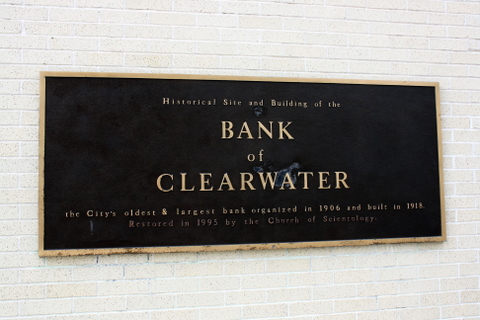 Historical Site and Building of the
BANK
of
CLEARWATER
the City's oldest & largest bank organized in 1906 and built in 1918.
Restored in 1995 by the Church of Scientology.